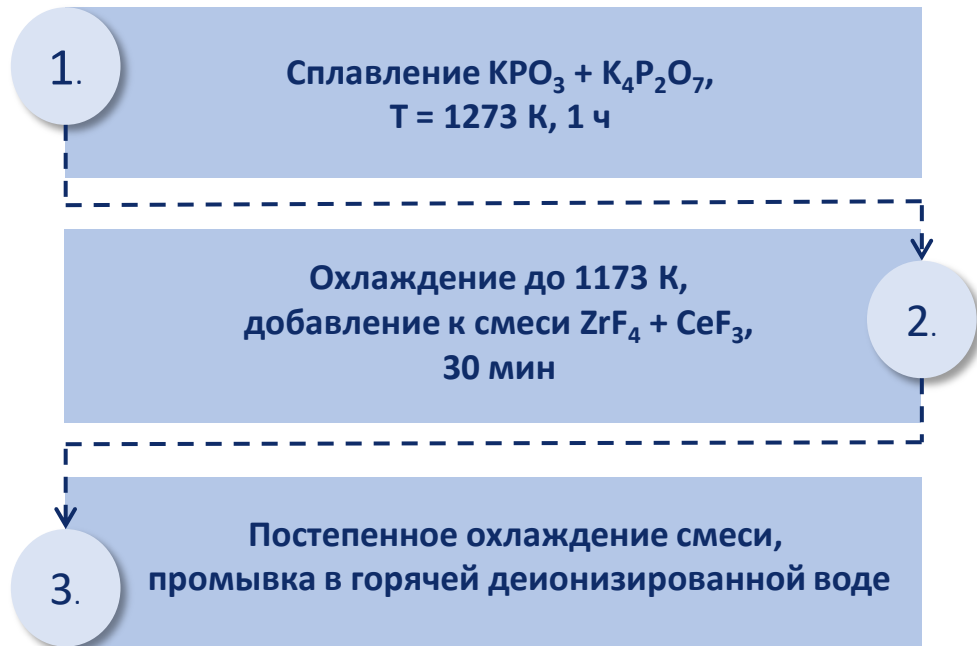 1.
Сплавление KPO₃ + K₄P₂O₇,
T = 1273 К, 1 ч
Охлаждение до 1173 К,
добавление к смеси ZrF₄ + CeF₃,
30 мин
2.
Постепенное охлаждение смеси,
промывка в горячей деионизированной воде
3.